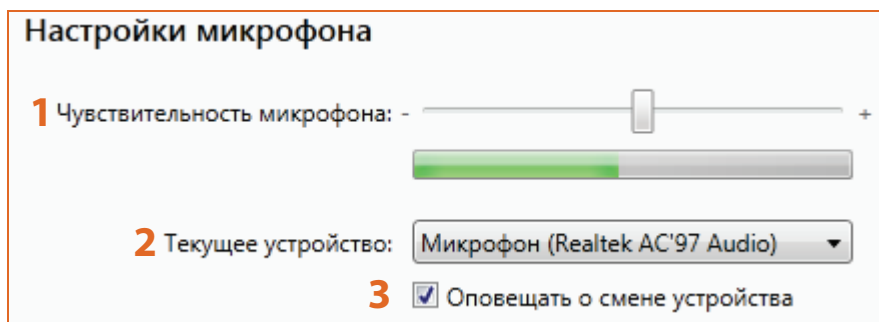 Настройки микрофона
1 Чувствительность микрофона: - +
2 Текущее устройство: Микрофон (Realtek AC'97 Audio)
3 Оповещать о смене устройства